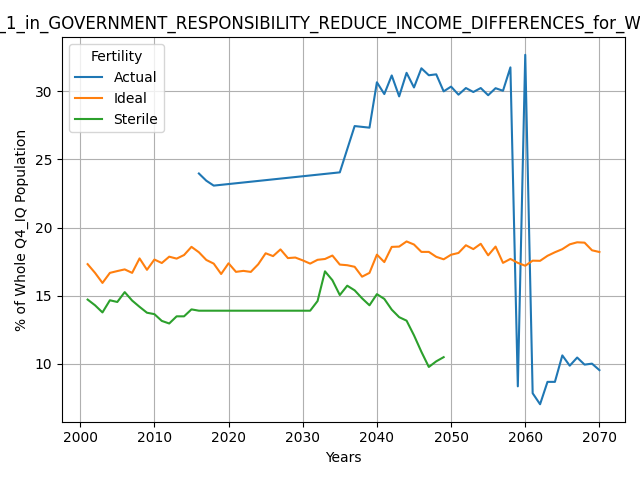 _1_in_GOVERNMENT_RESPONSIBILITY_REDUCE_INCOME_DIFFERENCES_for_W
Fertility
Actual
Ideal
Sterile
% of Whole Q4_IQ Population
30
25
20
15
10
2000 2010 2020 2030 2040 2050 2060 2070
Years